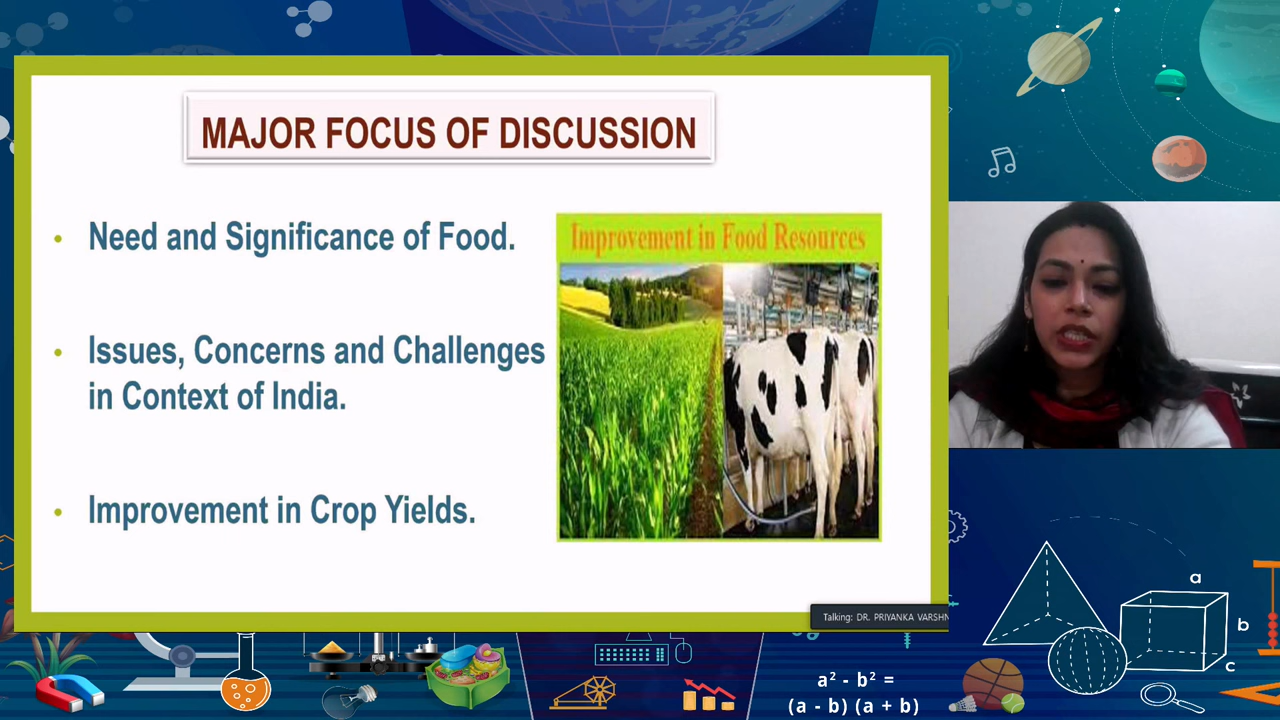 MAJOR FOCUS OF DISCUSSION
• Need and Significance of Food.
• Issues, Concerns and Challenges
in Context of India.
• Improvement in Crop Yields.
Improvement in Food Resources
Talking: DR. PRIYANKA
a
b
c
a² - b² =
(a - b) (a + b)